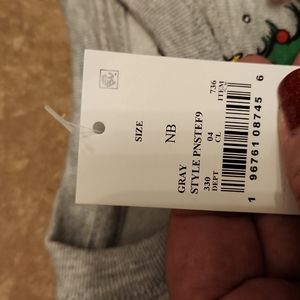 SIZE
NB
GRAY
STYLE PNSTEF9
330 04 736
DEPT CL ITEM
1 96761 08745 6